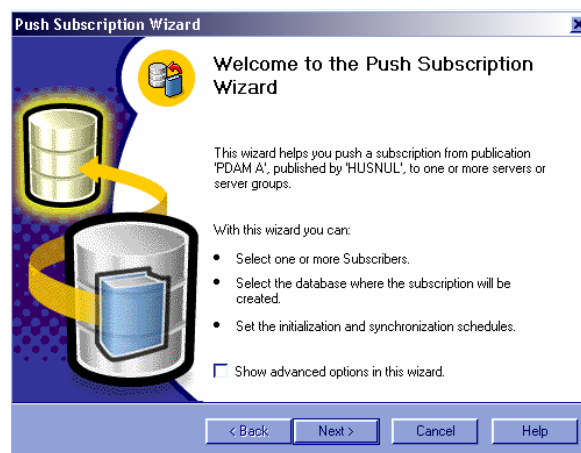 Push Subscription Wizard
Welcome to the Push Subscription
Wizard
This wizard helps you push a subscription from publication
'PDAM A', published by 'HUSNUL', to one or more servers or
server groups.
With this wizard you can:
• Select one or more Subscribers.
• Select the database where the subscription will be
created.
• Set the initialization and synchronization schedules.
Show advanced options in this wizard.
< Back
Next >
Cancel
Help